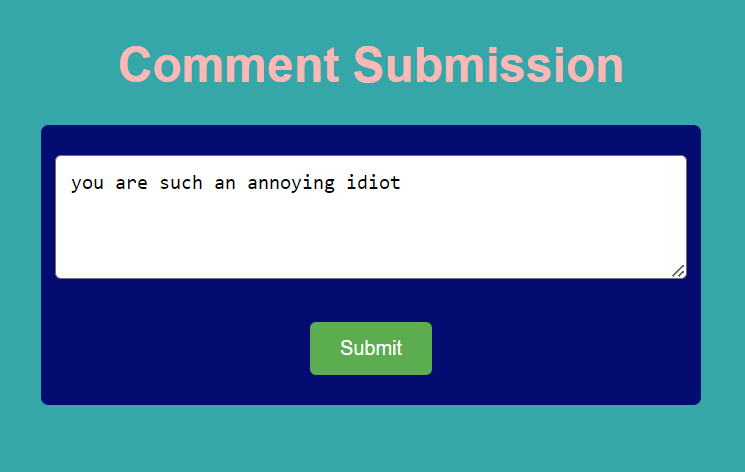 Comment Submission
you are such an annoying idiot
Submit